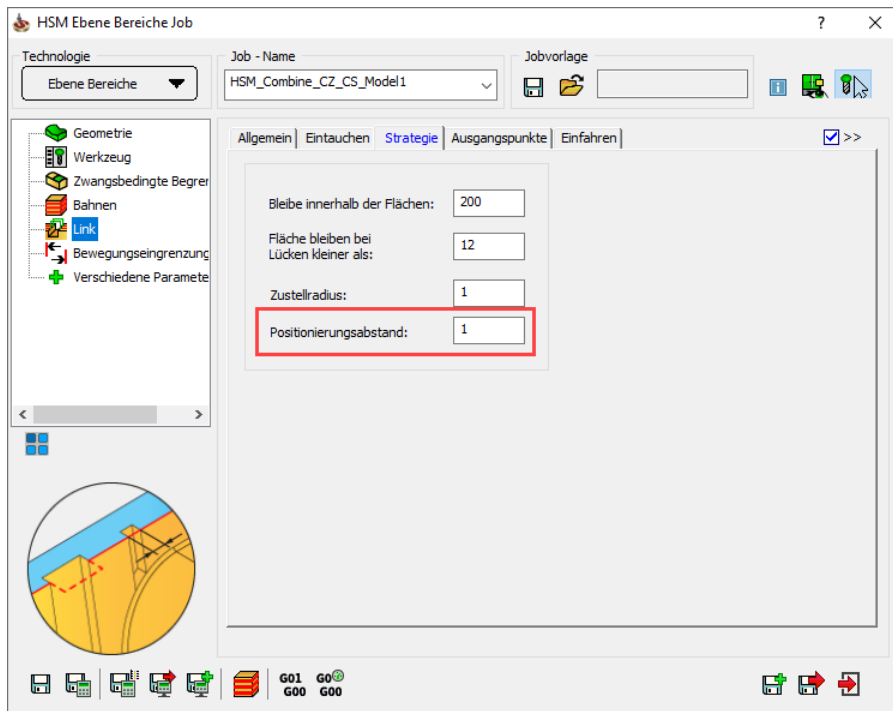 HSM Ebene Bereiche Job
?
Technologie
Job - Name
Jobvorlage
Ebene Bereiche
HSM_Combine_CZ_CS_Model1
Geometrie
Werkzeug
Zwangsbedingte Begrer
Bahnen
Link
Bewegungseingrenzung
Verschiedene Paramete
Allgemein
Eintauchen
Strategie
Ausgangspunkte
Einfahren
>>
Bleibe innerhalb der Flächen:
200
Fläche bleiben bei
Lücken kleiner als:
12
Zustellradius:
1
Positionierungsabstand:
1
G01
G00
G0
G00